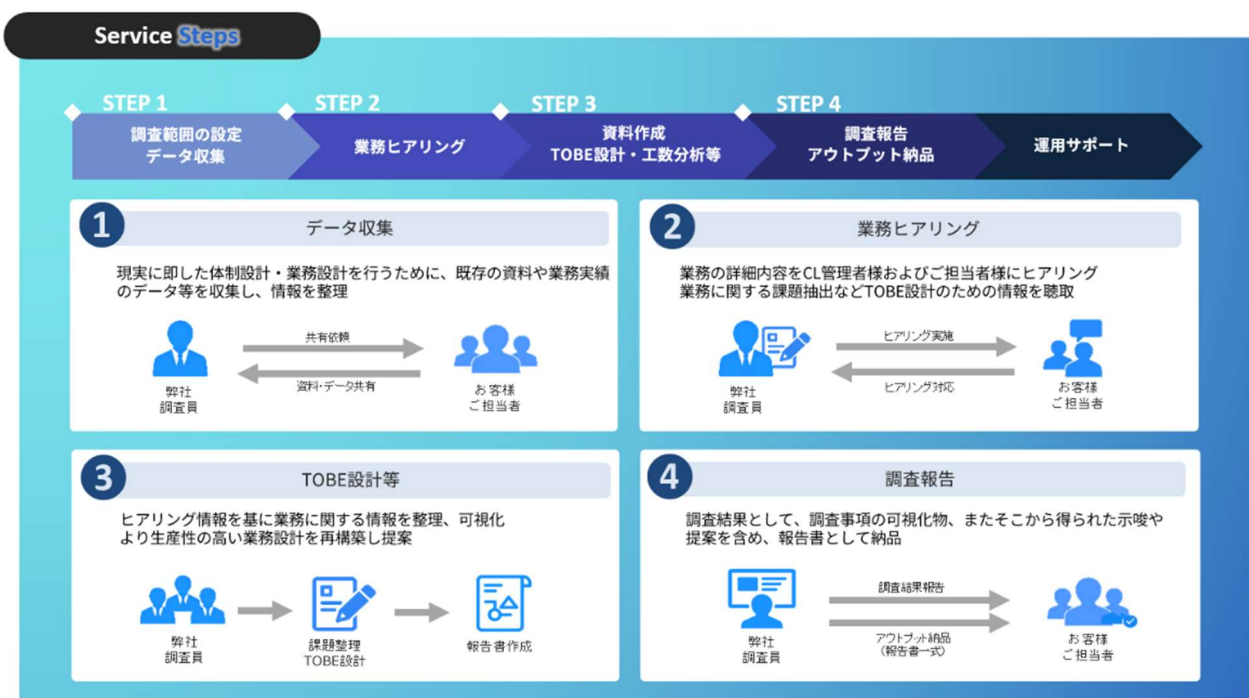 Service Steps
STEP 1
STEP 2
STEP 3
STEP 4
調査範囲の設定
データ収集
業務ヒアリング
資料作成
TOBE設計・工数分析等
調査報告
アウトプット納品
運用サポート
1
データ収集
現実に即した体制設計・業務設計を行うために、既存の資料や業務実績
のデータ等を収集し、情報を整理
共有依頼
資料・データ共有
弊社
調査員
お客様
ご担当者
2
業務ヒアリング
業務の詳細内容をCL管理者様およびご担当者様にヒアリング
業務に関する課題抽出などTOBE設計のための情報を聴取
ヒアリング実施
ヒアリング対応
弊社
調査員
お客様
ご担当者
3
TOBE設計等
ヒアリング情報を基に業務に関する情報を整理、可視化
より生産性の高い業務設計を再構築し提案
弊社
調査員
課題整理
TOBE設計
報告書作成
4
調査報告
調査結果として、調査事項の可視化物、またそこから得られた示唆や
提案を含め、報告書として納品
調査結果報告
アウトプット納品
（報告書一式）
弊社
調査員
お客様
ご担当者